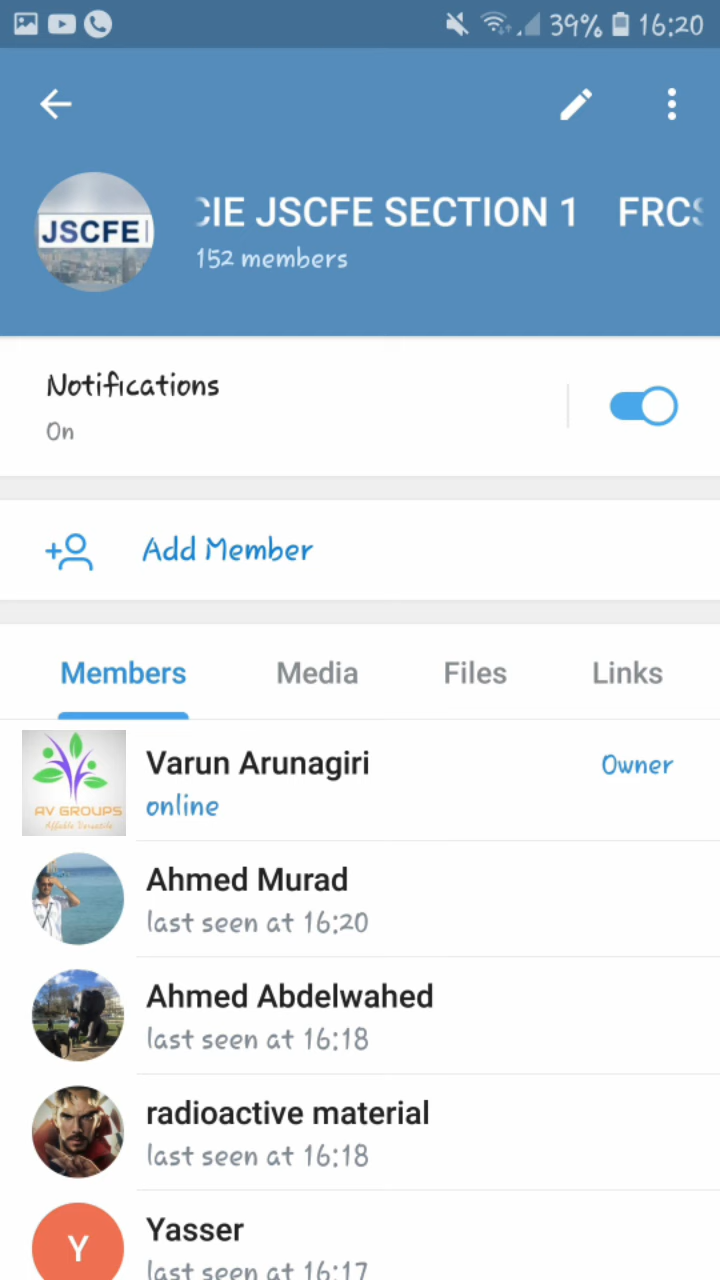 39% 16:20
CIE JSCFE SECTION 1 FRCS
JSCFE
152 members
Notifications
On
Add Member
Members Media Files Links
Varun Arunagiri Owner
online
AV GROUPS
Affable Versatile
Ahmed Murad
last seen at 16:20
Ahmed Abdelwahed
last seen at 16:18
radioactive material
last seen at 16:18
Y
Yasser
last seen at 16:17